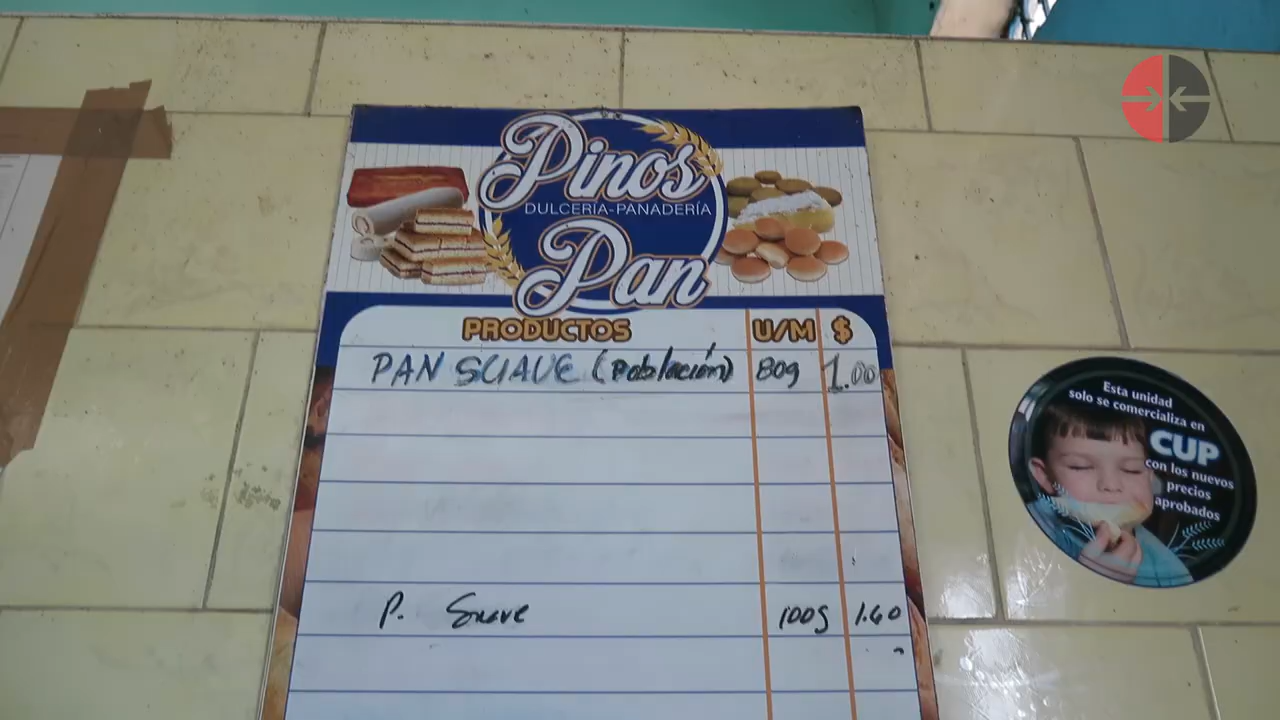 Pinos
DULCERÍA-PANADERÍA
Pan
PRODUCTOS U/M $
PAN SUAVE (Población) 80g 1.00
P. Suave 100g 1.60
Esta unidad
solo se comercializa en
CUP
con los nuevos
precios
aprobados